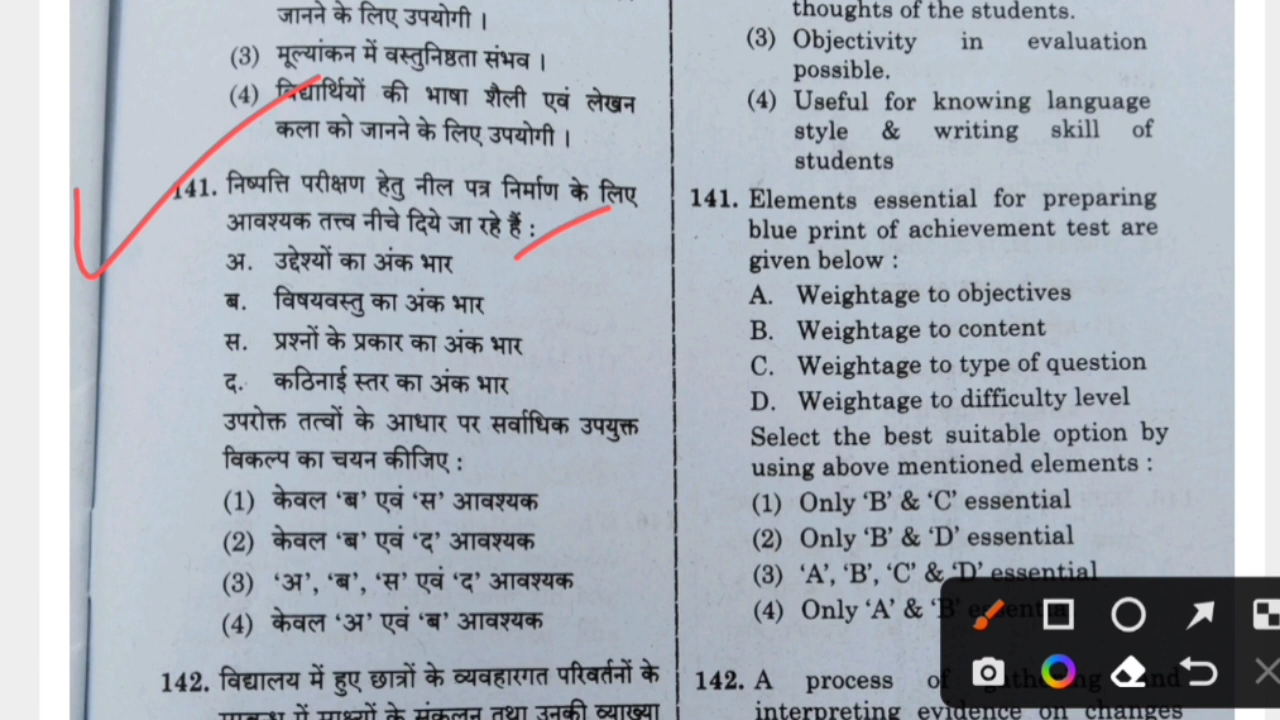 जानने के लिए उपयोगी ।
(3) मूल्यांकन में वस्तुनिष्ठता संभव ।
(4) विद्यार्थियों की भाषा शैली एवं लेखन
कला को जानने के लिए उपयोगी ।
141. निष्पत्ति परीक्षण हेतु नील पत्र निर्माण के लिए
आवश्यक तत्त्व नीचे दिये जा रहे हैं :
अ. उद्देश्यों का अंक भार
ब. विषयवस्तु का अंक भार
स. प्रश्नों के प्रकार का अंक भार
द. कठिनाई स्तर का अंक भार
उपरोक्त तत्वों के आधार पर सर्वाधिक उपयुक्त
विकल्प का चयन कीजिए :
(1) केवल ‘ब’ एवं ‘स’ आवश्यक
(2) केवल ‘ब’ एवं ‘द’ आवश्यक
(3) ‘अ’, ‘ब’, ‘स’ एवं ‘द’ आवश्यक
(4) केवल ‘अ’ एवं ‘ब’ आवश्यक
142. विद्यालय में हुए छात्रों के व्यवहारगत परिवर्तनों के
के संकलन तथा उनकी व्याख्या
thoughts of the students.
(3) Objectivity in evaluation
possible.
(4) Useful for knowing language
style & writing skill of
students
141. Elements essential for preparing
blue print of achievement test are
given below :
A. Weightage to objectives
B. Weightage to content
C. Weightage to type of question
D. Weightage to difficulty level
Select the best suitable option by
using above mentioned elements :
(1) Only ‘B’ & ‘C’ essential
(2) Only ‘B’ & ‘D’ essential
(3) ‘A’, ‘B’, ‘C’ & ‘D’ essential
(4) Only ‘A’ & ‘B’ essential
142. A process of gathering and
interpreting evidence on changes